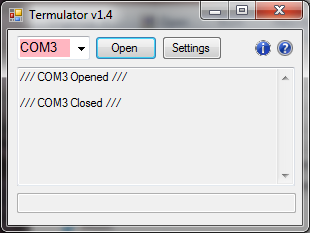 Termulator v1.4
COM3 Open Settings
/// COM3 Opened ///
/// COM3 Closed ///